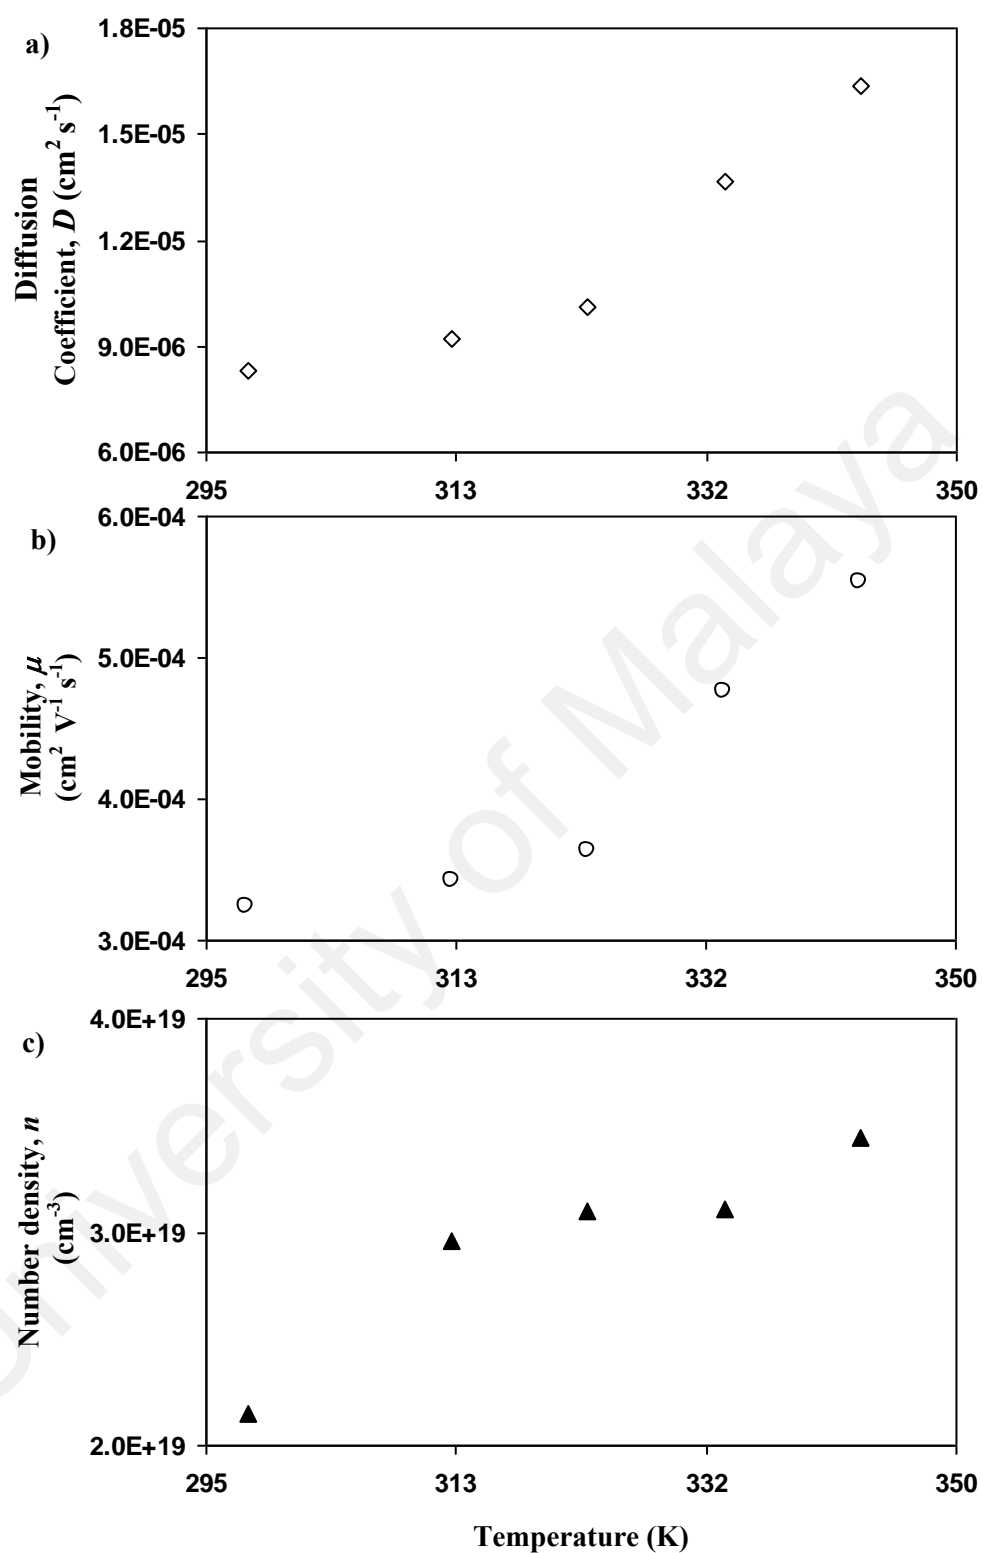 a)
Diffusion
Coefficient, D (cm² s⁻¹)
1.8E-05
1.5E-05
1.2E-05
9.0E-06
6.0E-06
295 313 332 350
b)
Mobility, μ
(cm² V⁻¹ s⁻¹)
6.0E-04
5.0E-04
4.0E-04
3.0E-04
295 313 332 350
c)
Number density, n
(cm⁻³)
4.0E+19
3.0E+19
2.0E+19
295 313 332 350
Temperature (K)
University of Malaya